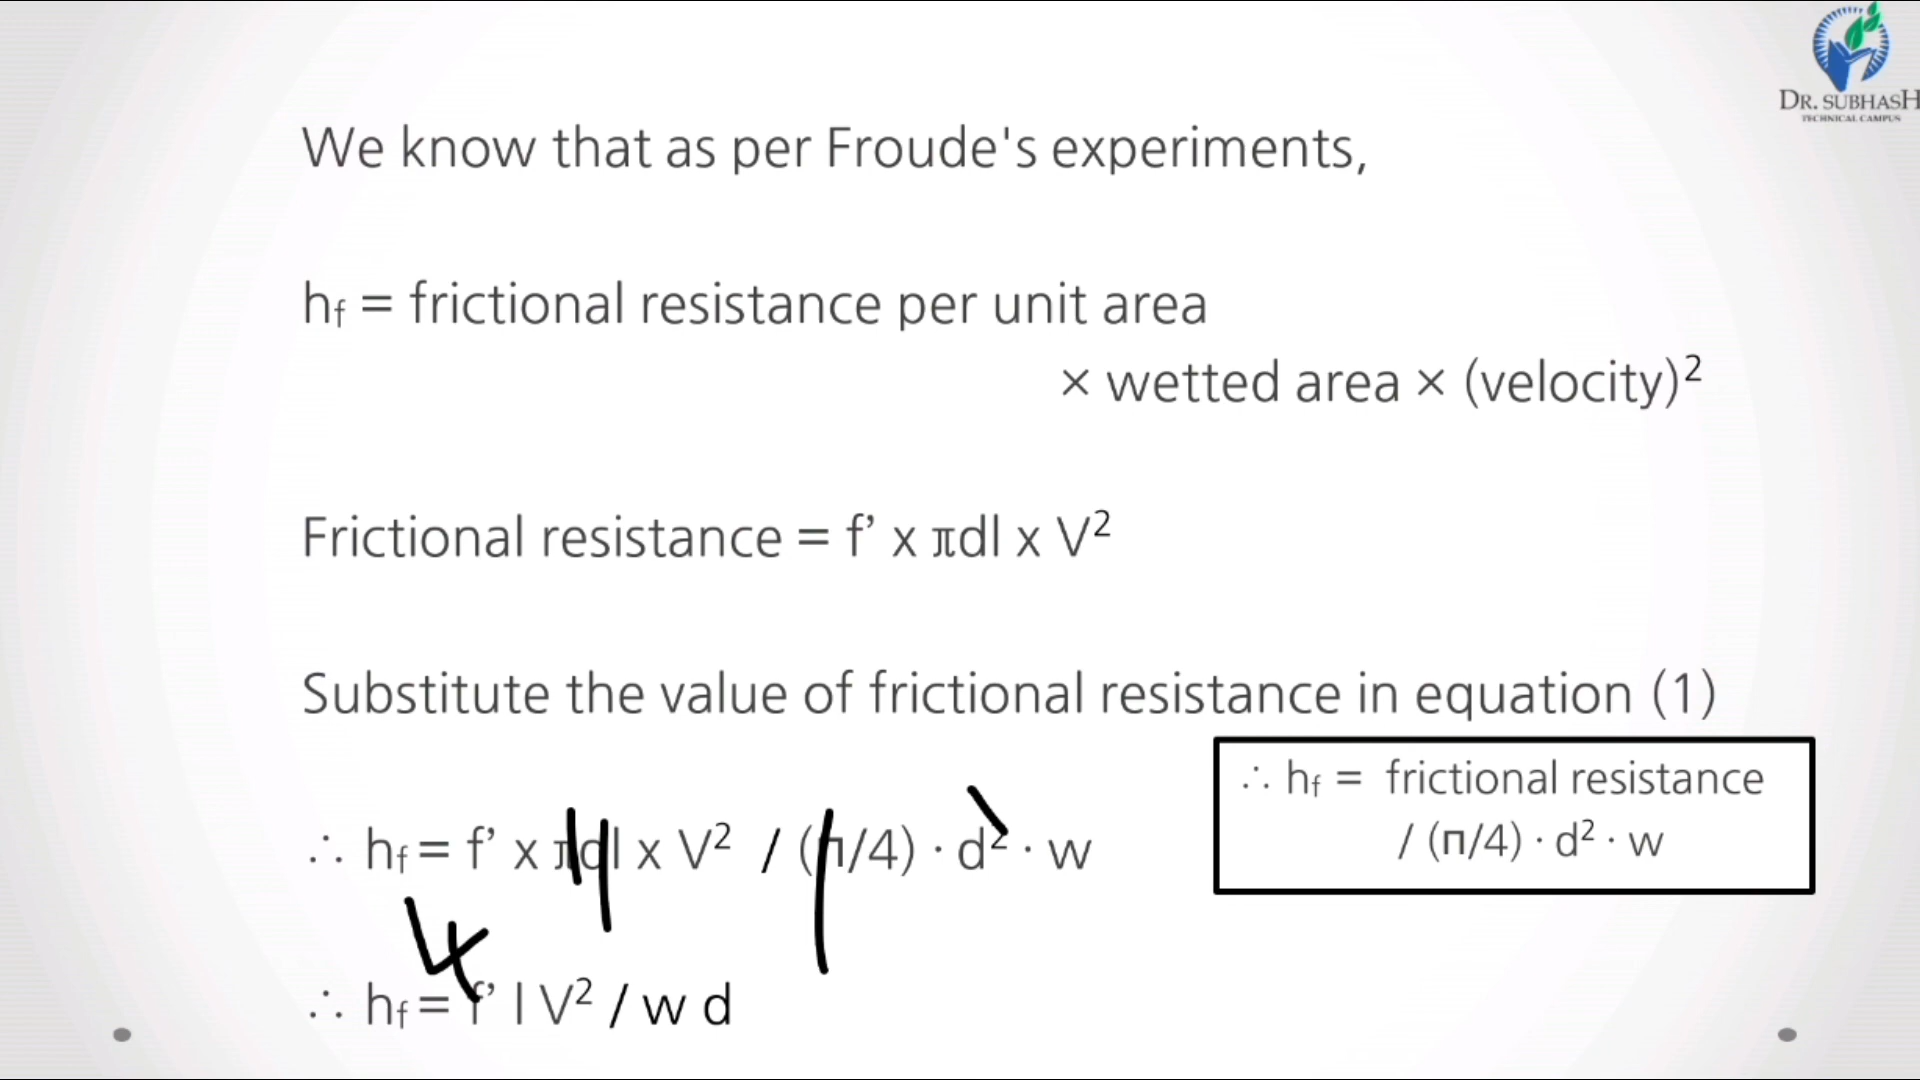 DR. SUBHASH
TECHNICAL CAMPUS
We know that as per Froude's experiments,
hf = frictional resistance per unit area
× wetted area × (velocity)²
Frictional resistance = f’ x πdl x V²
Substitute the value of frictional resistance in equation (1)
∴ hf = frictional resistance
/ (π/4) · d² · w
∴ hf = f’ x πdl x V² / (π/4) · d² · w
4
∴ hf = f’ l V² / w d